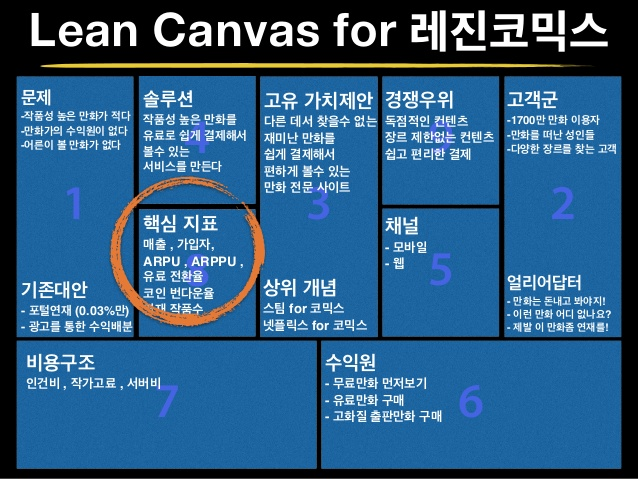 Lean Canvas for 레진코믹스
문제
-작품성 높은 만화가 적다
-만화가의 수익원이 없다
-어른이 볼 만화가 없다
1
기존대안
- 포털연재 (0.03%만)
- 광고를 통한 수익배분
솔루션
작품성 높은 만화를
유료로 쉽게 결제해서
볼수 있는
서비스를 만든다
4
핵심 지표
매출 , 가입자,
ARPU , ARPPU ,
유료 전환율
코인 번다운율
작품수
8
고유 가치제안
다른 데서 찾을수 없는
재미난 만화를
쉽게 결제해서
편하게 볼수 있는
만화 전문 사이트
3
상위 개념
스팀 for 코믹스
넷플릭스 for 코믹스
경쟁우위
독점적인 컨텐츠
장르 제한없는 컨텐츠
쉽고 편리한 결제
채널
- 모바일
- 웹
5
고객군
-1700만 만화 이용자
-만화를 떠난 성인들
-다양한 장르를 찾는 고객
2
얼리어답터
- 만화는 돈내고 봐야지!
- 이런 만화 어디 없나요?
- 제발 이 만화좀 연재를!
비용구조
인건비 , 작가고료 , 서버비
7
수익원
- 무료만화 먼저보기
- 유료만화 구매
- 고화질 출판만화 구매
6